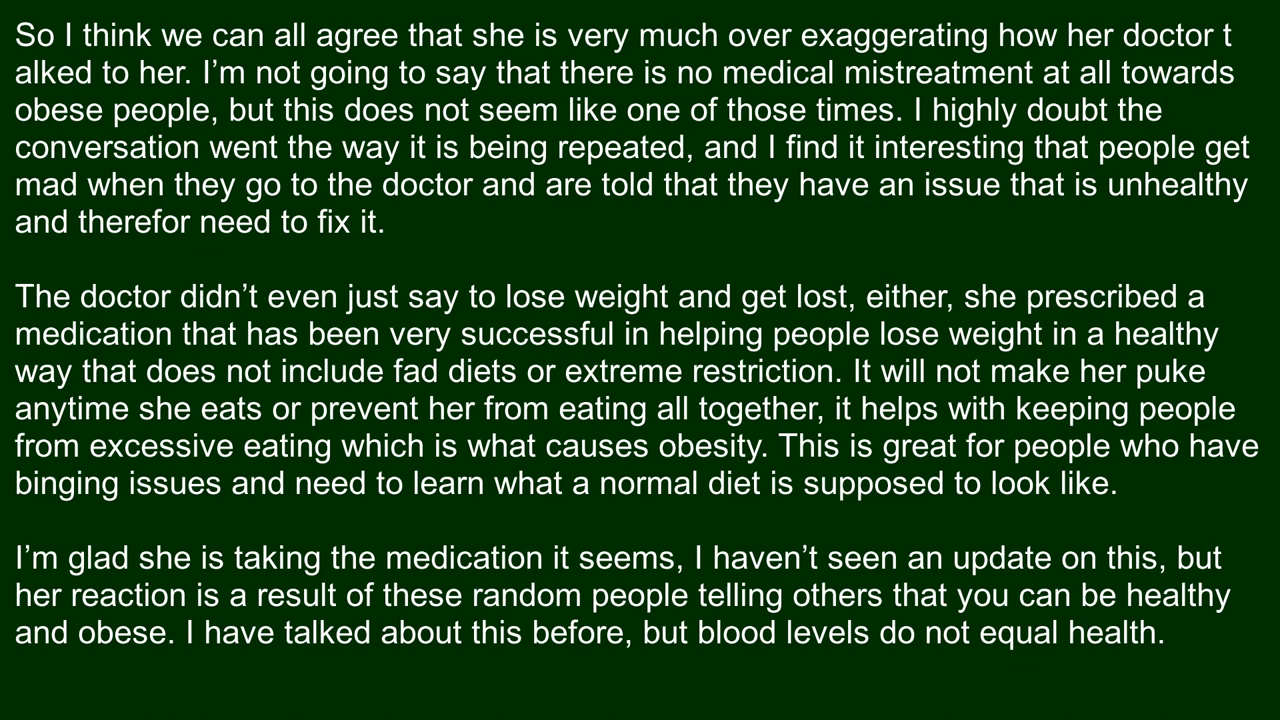 So I think we can all agree that she is very much over exaggerating how her doctor t
alked to her. I’m not going to say that there is no medical mistreatment at all towards
obese people, but this does not seem like one of those times. I highly doubt the
conversation went the way it is being repeated, and I find it interesting that people get
mad when they go to the doctor and are told that they have an issue that is unhealthy
and therefor need to fix it.
The doctor didn’t even just say to lose weight and get lost, either, she prescribed a
medication that has been very successful in helping people lose weight in a healthy
way that does not include fad diets or extreme restriction. It will not make her puke
anytime she eats or prevent her from eating all together, it helps with keeping people
from excessive eating which is what causes obesity. This is great for people who have
binging issues and need to learn what a normal diet is supposed to look like.
I’m glad she is taking the medication it seems, I haven’t seen an update on this, but
her reaction is a result of these random people telling others that you can be healthy
and obese. I have talked about this before, but blood levels do not equal health.